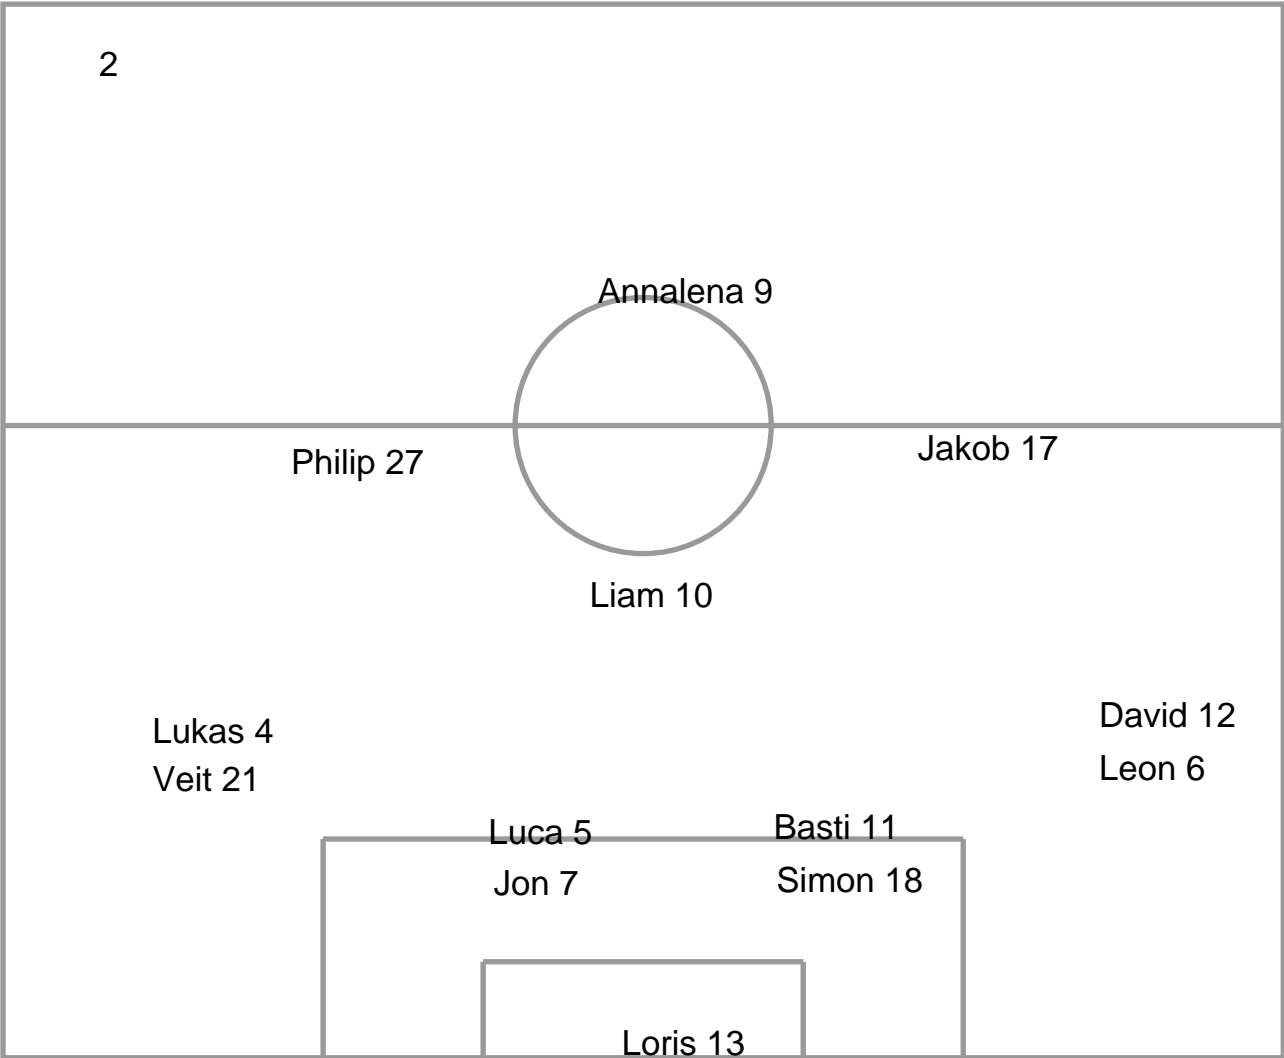 2
Annalena 9
Philip 27
Jakob 17
Liam 10
Lukas 4
Veit 21
David 12
Leon 6
Luca 5
Jon 7
Basti 11
Simon 18
Loris 13